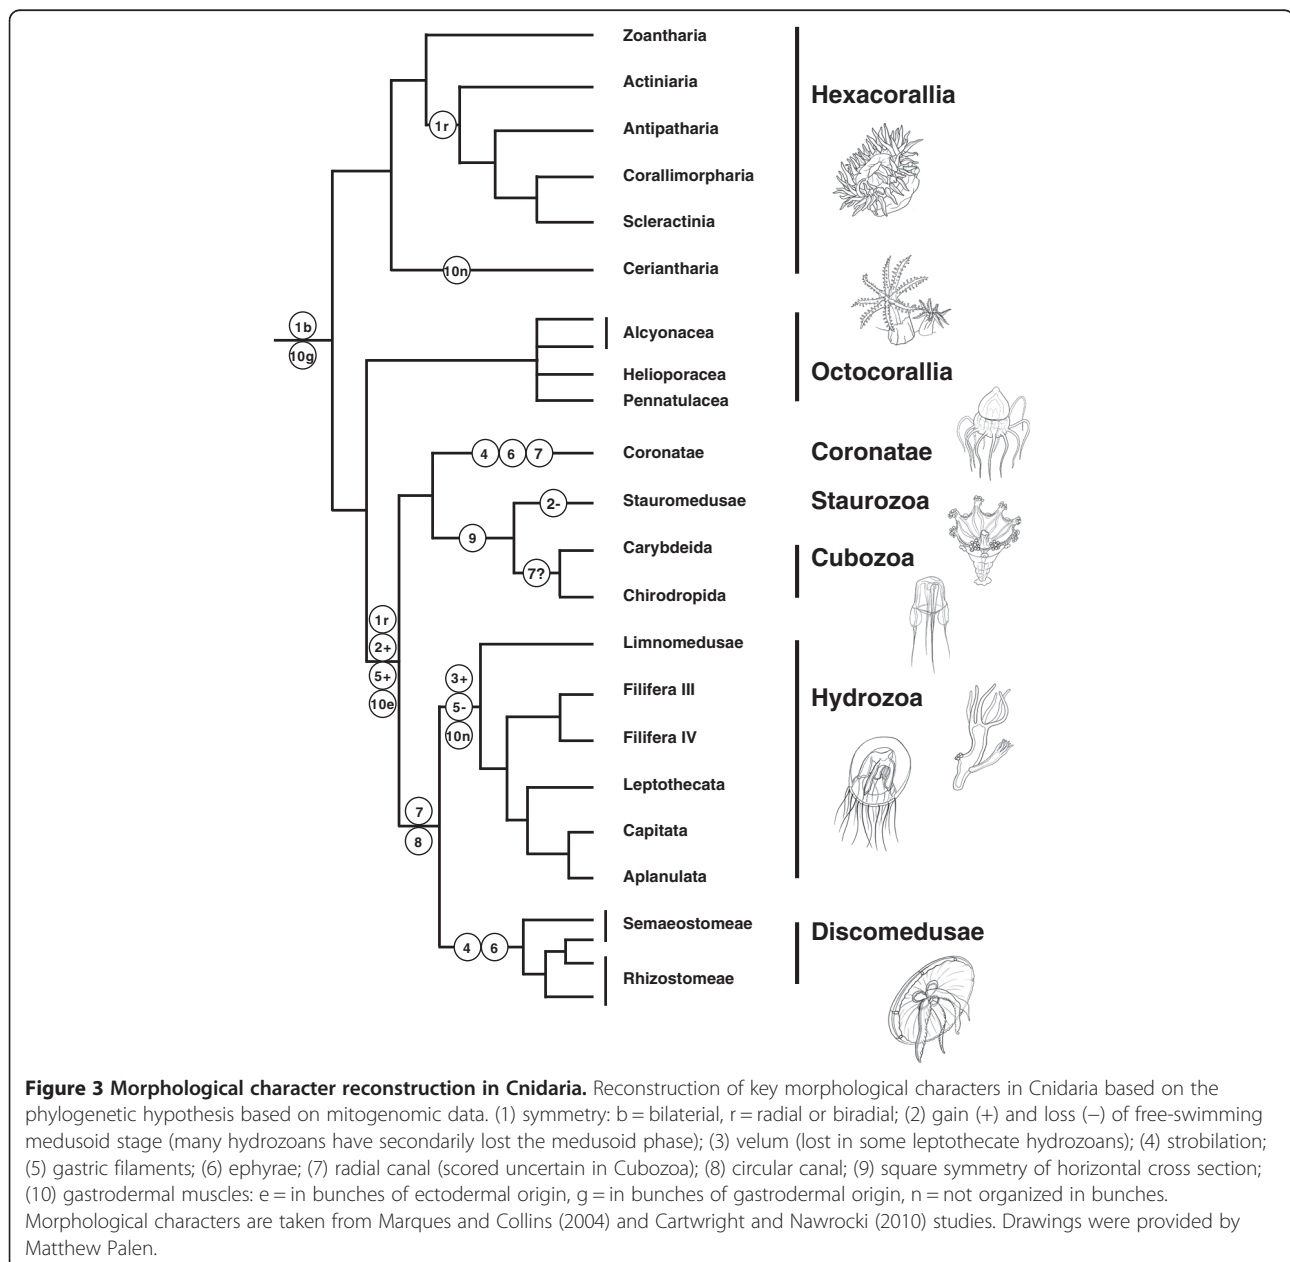 Zoantharia
Actiniaria
Hexacorallia
1r
Antipatharia
Corallimorpharia
Scleractinia
10n
Ceriantharia
1b
10g
Alcyonacea
Helioporacea
Octocorallia
Pennatulacea
4 6 7
Coronatae
Coronatae
2-
Stauromedusae
Staurozoa
9
Carybdeida
Cubozoa
7?
Chirodropida
1r
2+
5+
10e
Limnomedusae
3+
5-
10n
Filifera III
Hydrozoa
Filifera IV
Leptothecata
7
8
Capitata
Aplanulata
Semaeostomeae
Discomedusae
4 6
Rhizostomeae
Figure 3 Morphological character reconstruction in Cnidaria. Reconstruction of key morphological characters in Cnidaria based on the
phylogenetic hypothesis based on mitogenomic data. (1) symmetry: b = bilaterial, r = radial or biradial; (2) gain (+) and loss (−) of free-swimming
medusoid stage (many hydrozoans have secondarily lost the medusoid phase); (3) velum (lost in some leptothecate hydrozoans); (4) strobilation;
(5) gastric filaments; (6) ephyrae; (7) radial canal (scored uncertain in Cubozoa); (8) circular canal; (9) square symmetry of horizontal cross section;
(10) gastrodermal muscles: e = in bunches of ectodermal origin, g = in bunches of gastrodermal origin, n = not organized in bunches.
Morphological characters are taken from Marques and Collins (2004) and Cartwright and Nawrocki (2010) studies. Drawings were provided by
Matthew Palen.